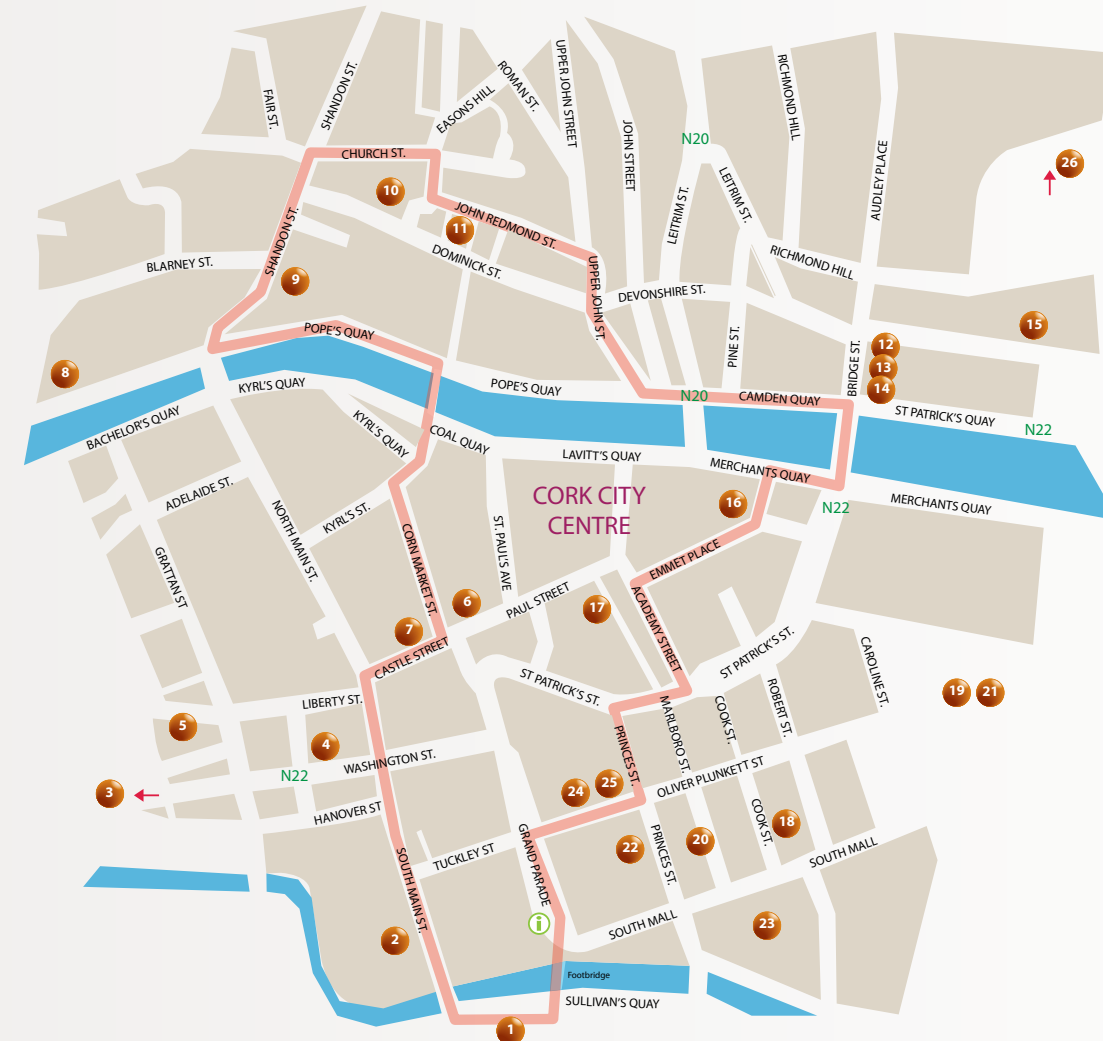 FAIR ST.
SHANDON ST.
EASONS HILL
ROMAN ST.
UPPER JOHN STREET
JOHN STREET
N20
RICHMOND HILL
AUDLEY PLACE
26
CHURCH ST.
10
11
JOHN REDMOND ST.
LEITRIM ST.
LEITRIM ST.
SHANDON ST.
DOMINICK ST.
BLARNEY ST.
9
UPPER JOHN ST.
DEVONSHIRE ST.
RICHMOND HILL
POPE'S QUAY
PINE ST.
BRIDGE ST.
12
13
14
15
8
KYRL'S QUAY
POPE'S QUAY
N20
CAMDEN QUAY
ST PATRICK'S QUAY
N22
BACHELOR'S QUAY
KYRL'S QUAY
COAL QUAY
LAVITT'S QUAY
MERCHANTS QUAY
MERCHANTS QUAY
N22
ADELAIDE ST.
NORTH MAIN ST.
KYRL'S ST.
CORK CITY
CENTRE
16
GRATTAN ST
CORN MARKET ST.
ST. PAUL'S AVE
EMMET PLACE
6
PAUL STREET
17
ACADEMY STREET
7
CASTLE STREET
ST PATRICK'S ST.
ST PATRICK'S ST.
CAROLINE ST.
LIBERTY ST.
5
4
MARLBORO ST.
COOK ST.
ROBERT ST.
19
21
PRINCES ST.
WASHINGTON ST.
N22
3
24
25
OLIVER PLUNKETT ST
HANOVER ST
COOK ST.
18
GRAND PARADE
TUCKLEY ST
22
PRINCES ST.
20
SOUTH MALL
SOUTH MAIN ST.
2
i
SOUTH MALL
23
Footbridge
SULLIVAN'S QUAY
1